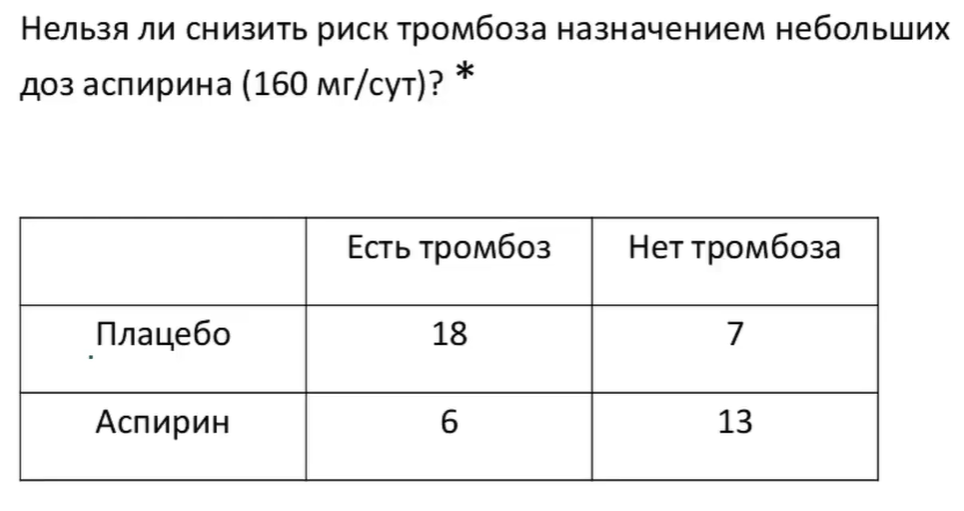 Нельзя ли снизить риск тромбоза назначением небольших
доз аспирина (160 мг/сут)? *
Есть тромбоз Нет тромбоза
Плацебо 18 7
Аспирин 6 13